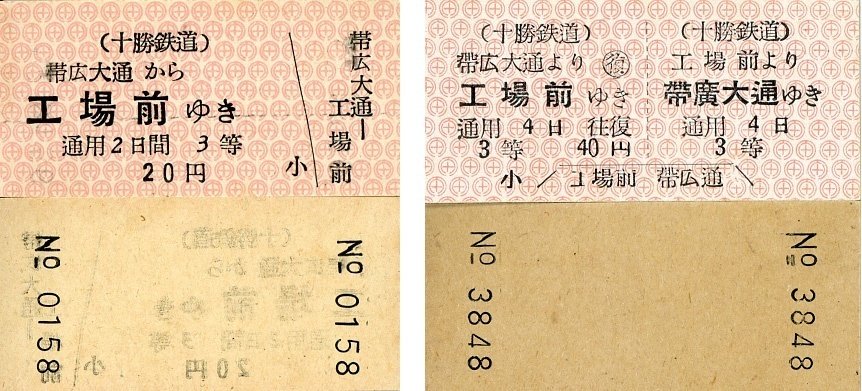 (十勝鉄道)
帯広大通から
工場前ゆき
通用2日間 3等
20円
小
帯広大通―
工場前
No 0158
No 0158
(十勝鉄道)
帶広大通より 復
工場前ゆき
通用 4日 往復
3等 40円
小
工場前 帶広通
(十勝鉄道)
工場前より
帶廣大通ゆき
通用 4日
3等
No 3848
No 3848